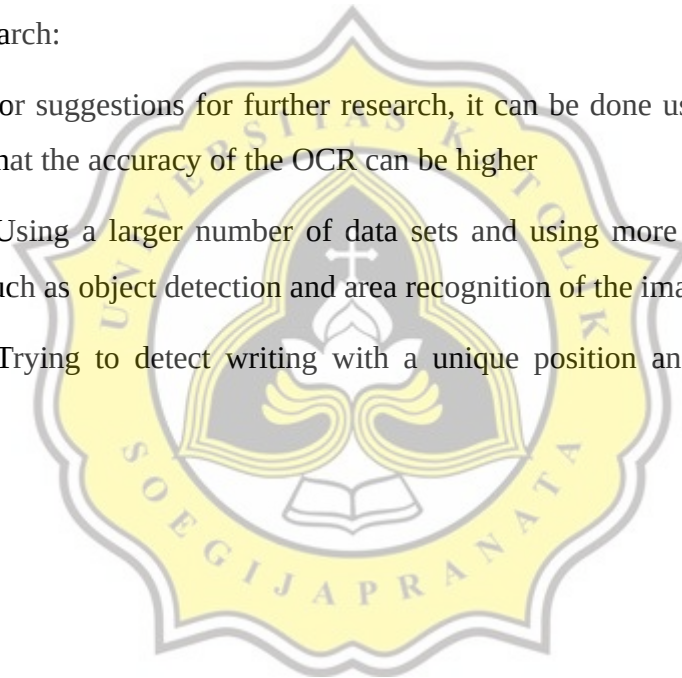 arch:
or suggestions for further research, it can be done us
hat the accuracy of the OCR can be higher
Using a larger number of data sets and using more
uch as object detection and area recognition of the ima
Trying to detect writing with a unique position an
UNIVERSITAS KATOLIK
SOEGIJAPRANATA